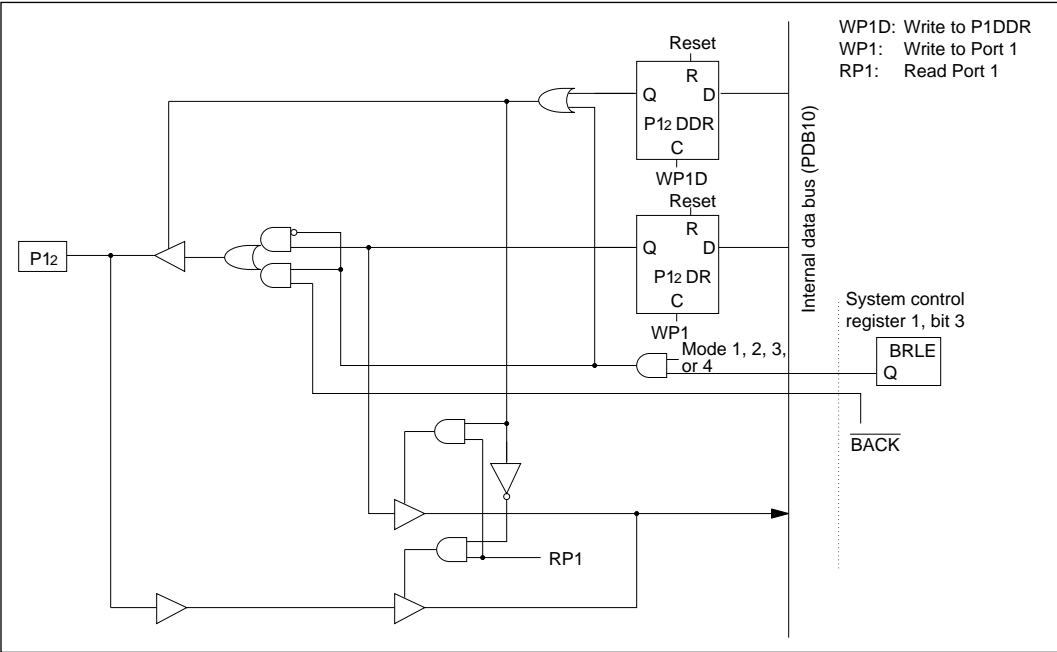 WP1D: Write to P1DDR
WP1: Write to Port 1
RP1: Read Port 1
Reset
R
Q D
P12 DDR
C
WP1D
Reset
R
Q D
P12 DR
C
WP1
P12
Internal data bus (PDB10)
System control
register 1, bit 3
BRLE
Q
Mode 1, 2, 3,
or 4
BACK
RP1